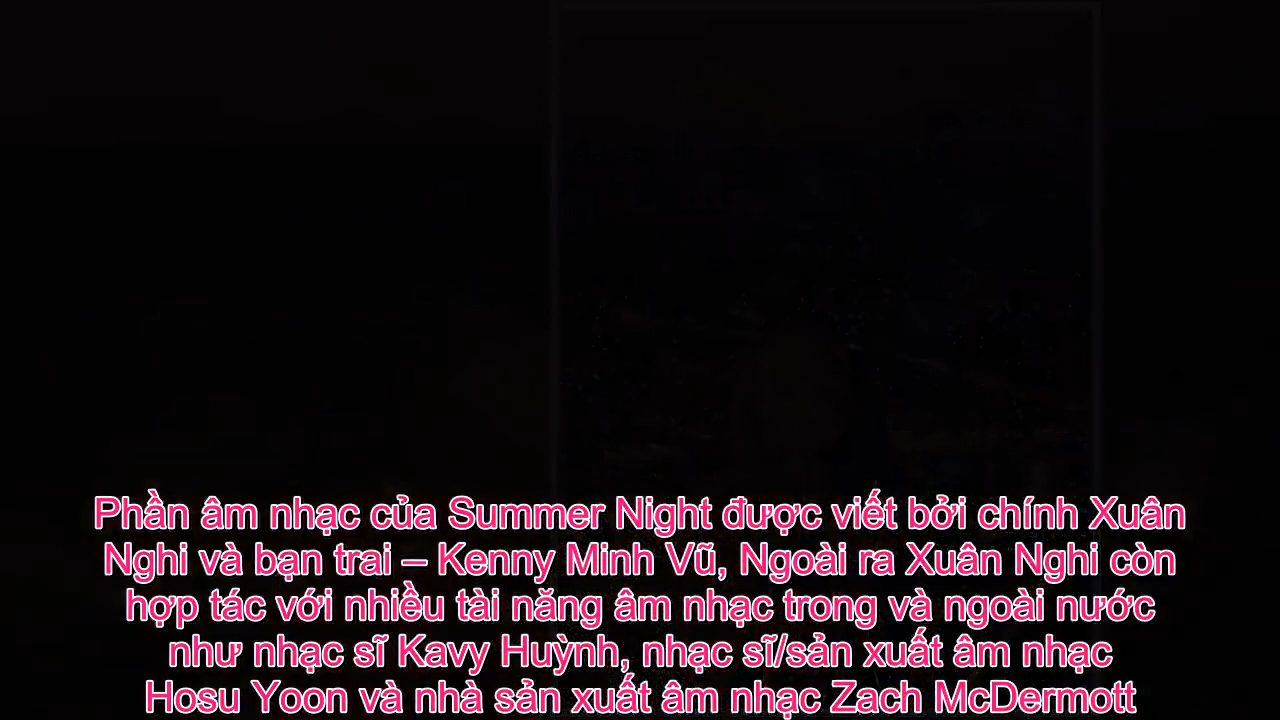 Phần âm nhạc của Summer Night được viết bởi chính Xuân
Nghi và bạn trai – Kenny Minh Vũ, Ngoài ra Xuân Nghi còn
hợp tác với nhiều tài năng âm nhạc trong và ngoài nước
như nhạc sĩ Kavy Huỳnh, nhạc sĩ/sản xuất âm nhạc
Hosu Yoon và nhà sản xuất âm nhạc Zach McDermott